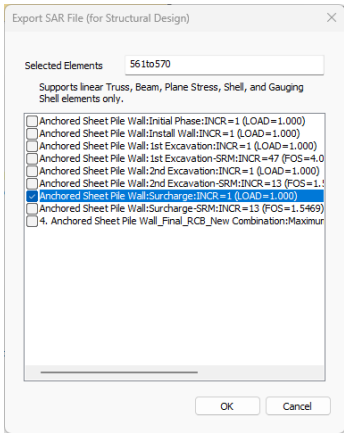 Export SAR File (for Structural Design)
Selected Elements 561to570
Supports linear Truss, Beam, Plane Stress, Shell, and Gauging
Shell elements only.
Anchored Sheet Pile Wall:Initial Phase:INCR=1 (LOAD=1.000)
Anchored Sheet Pile Wall:Install Wall:INCR=1 (LOAD=1.000)
Anchored Sheet Pile Wall:1st Excavation:INCR=1 (LOAD=1.000)
Anchored Sheet Pile Wall:1st Excavation-SRM:INCR=47 (FOS=4.0
Anchored Sheet Pile Wall:2nd Excavation:INCR=1 (LOAD=1.000)
Anchored Sheet Pile Wall:2nd Excavation-SRM:INCR=13 (FOS=1.5
Anchored Sheet Pile Wall:Surcharge:INCR=1 (LOAD=1.000)
Anchored Sheet Pile Wall:Surcharge-SRM:INCR=13 (FOS=1.5469)
4. Anchored Sheet Pile Wall_Final_RCB_New Combination:Maximur
OK Cancel